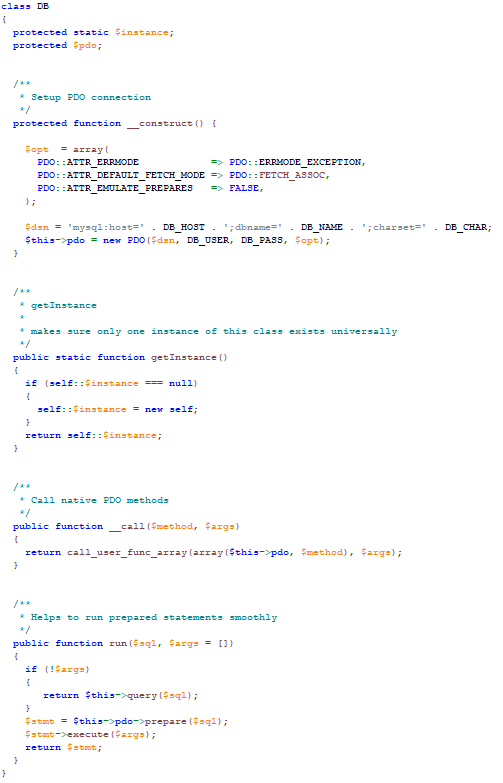 class DB
{
  protected static $instance;
  protected $pdo;

  /**
   * Setup PDO connection
   */
  protected function __construct() {

    $opt  = array(
      PDO::ATTR_ERRMODE            => PDO::ERRMODE_EXCEPTION,
      PDO::ATTR_DEFAULT_FETCH_MODE => PDO::FETCH_ASSOC,
      PDO::ATTR_EMULATE_PREPARES   => FALSE,
    );

    $dsn = 'mysql:host=' . DB_HOST . ';dbname=' . DB_NAME . ';charset=' . DB_CHAR;
    $this->pdo = new PDO($dsn, DB_USER, DB_PASS, $opt);
  }

  /**
   * getInstance
   *
   * makes sure only one instance of this class exists universally
   */
  public static function getInstance()
  {
    if (self::$instance === null)
    {
      self::$instance = new self;
    }
    return self::$instance;
  }

  /**
   * Call native PDO methods
   */
  public function __call($method, $args)
  {
    return call_user_func_array(array($this->pdo, $method), $args);
  }

  /**
   * Helps to run prepared statements smoothly
   */
  public function run($sql, $args = [])
  {
    if (!$args)
    {
       return $this->query($sql);
    }
    $stmt = $this->pdo->prepare($sql);
    $stmt->execute($args);
    return $stmt;
  }
}